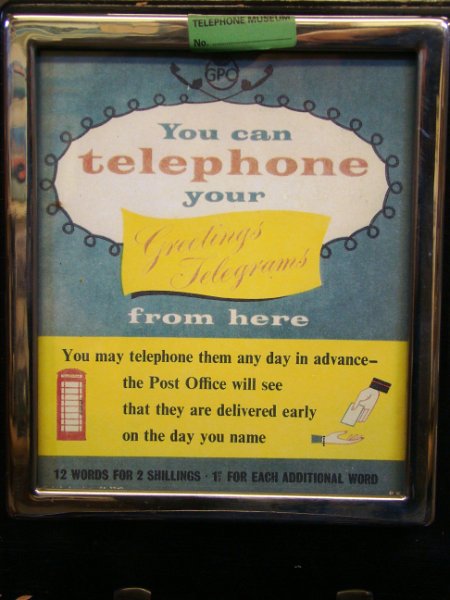 TELEPHONE MUSEUM
No.
GPO
You can
telephone
your
Greetings
Telegrams
from here
You may telephone them any day in advance—
the Post Office will see
that they are delivered early
on the day you name
12 WORDS FOR 2 SHILLINGS · 1D FOR EACH ADDITIONAL WORD